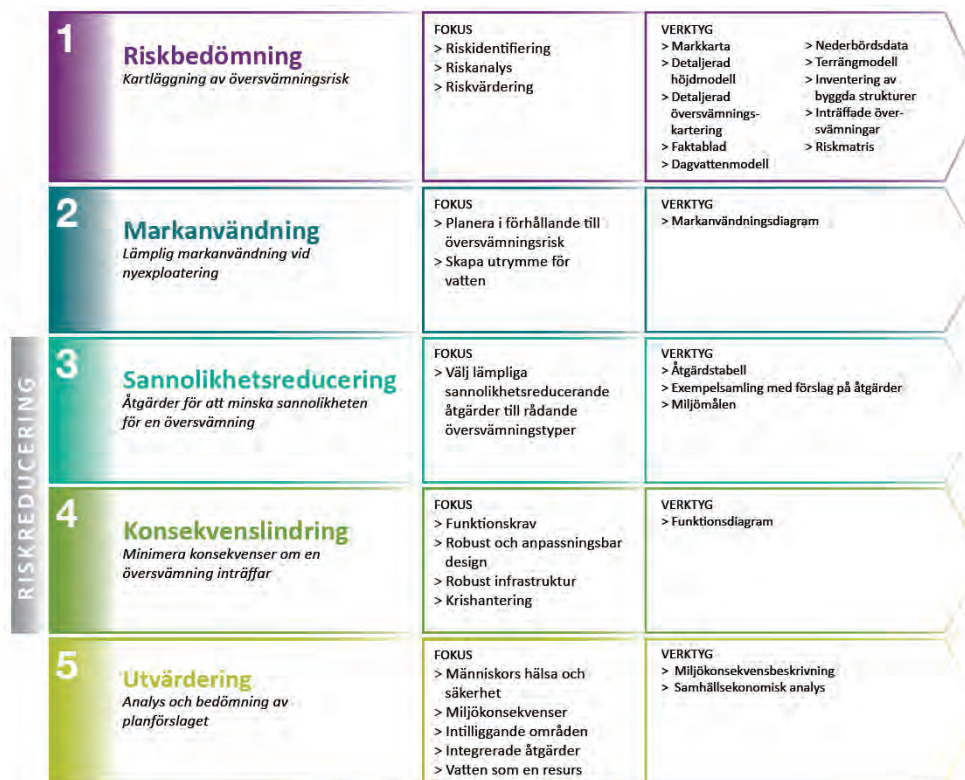 1
Riskbedömning
Kartläggning av översvämningsrisk
FOKUS
> Riskidentifiering
> Riskanalys
> Riskvärdering
VERKTYG
> Markkarta
> Detaljerad
höjdmodell
> Detaljerad
översvämnings-
kartering
> Faktablad
> Dagvattenmodell
> Nederbördsdata
> Terrängmodell
> Inventering av
byggda strukturer
> Inträffade över-
svämningar
> Riskmatris
2
Markanvändning
Lämplig markanvändning vid
nyexploatering
FOKUS
> Planera i förhållande till
översvämningsrisk
> Skapa utrymme för
vatten
VERKTYG
> Markanvändningsdiagram
RISKREDUCERING
3
Sannolikhetsreducering
Åtgärder för att minska sannolikheten
för en översvämning
FOKUS
> Välj lämpliga
sannolikhetsreducerande
åtgärder till rådande
översvämningstyper
VERKTYG
> Åtgärdstabell
> Exempelsamling med förslag på åtgärder
> Miljömålen
4
Konsekvenslindring
Minimera konsekvenser om en
översvämning inträffar
FOKUS
> Funktionskrav
> Robust och anpassningsbar
design
> Robust infrastruktur
> Krishantering
VERKTYG
> Funktionsdiagram
5
Utvärdering
Analys och bedömning av
planförslaget
FOKUS
> Människors hälsa och
säkerhet
> Miljökonsekvenser
> Intilliggande områden
> Integrerade åtgärder
> Vatten som en resurs
VERKTYG
> Miljökonsekvensbeskrivning
> Samhällsekonomisk analys